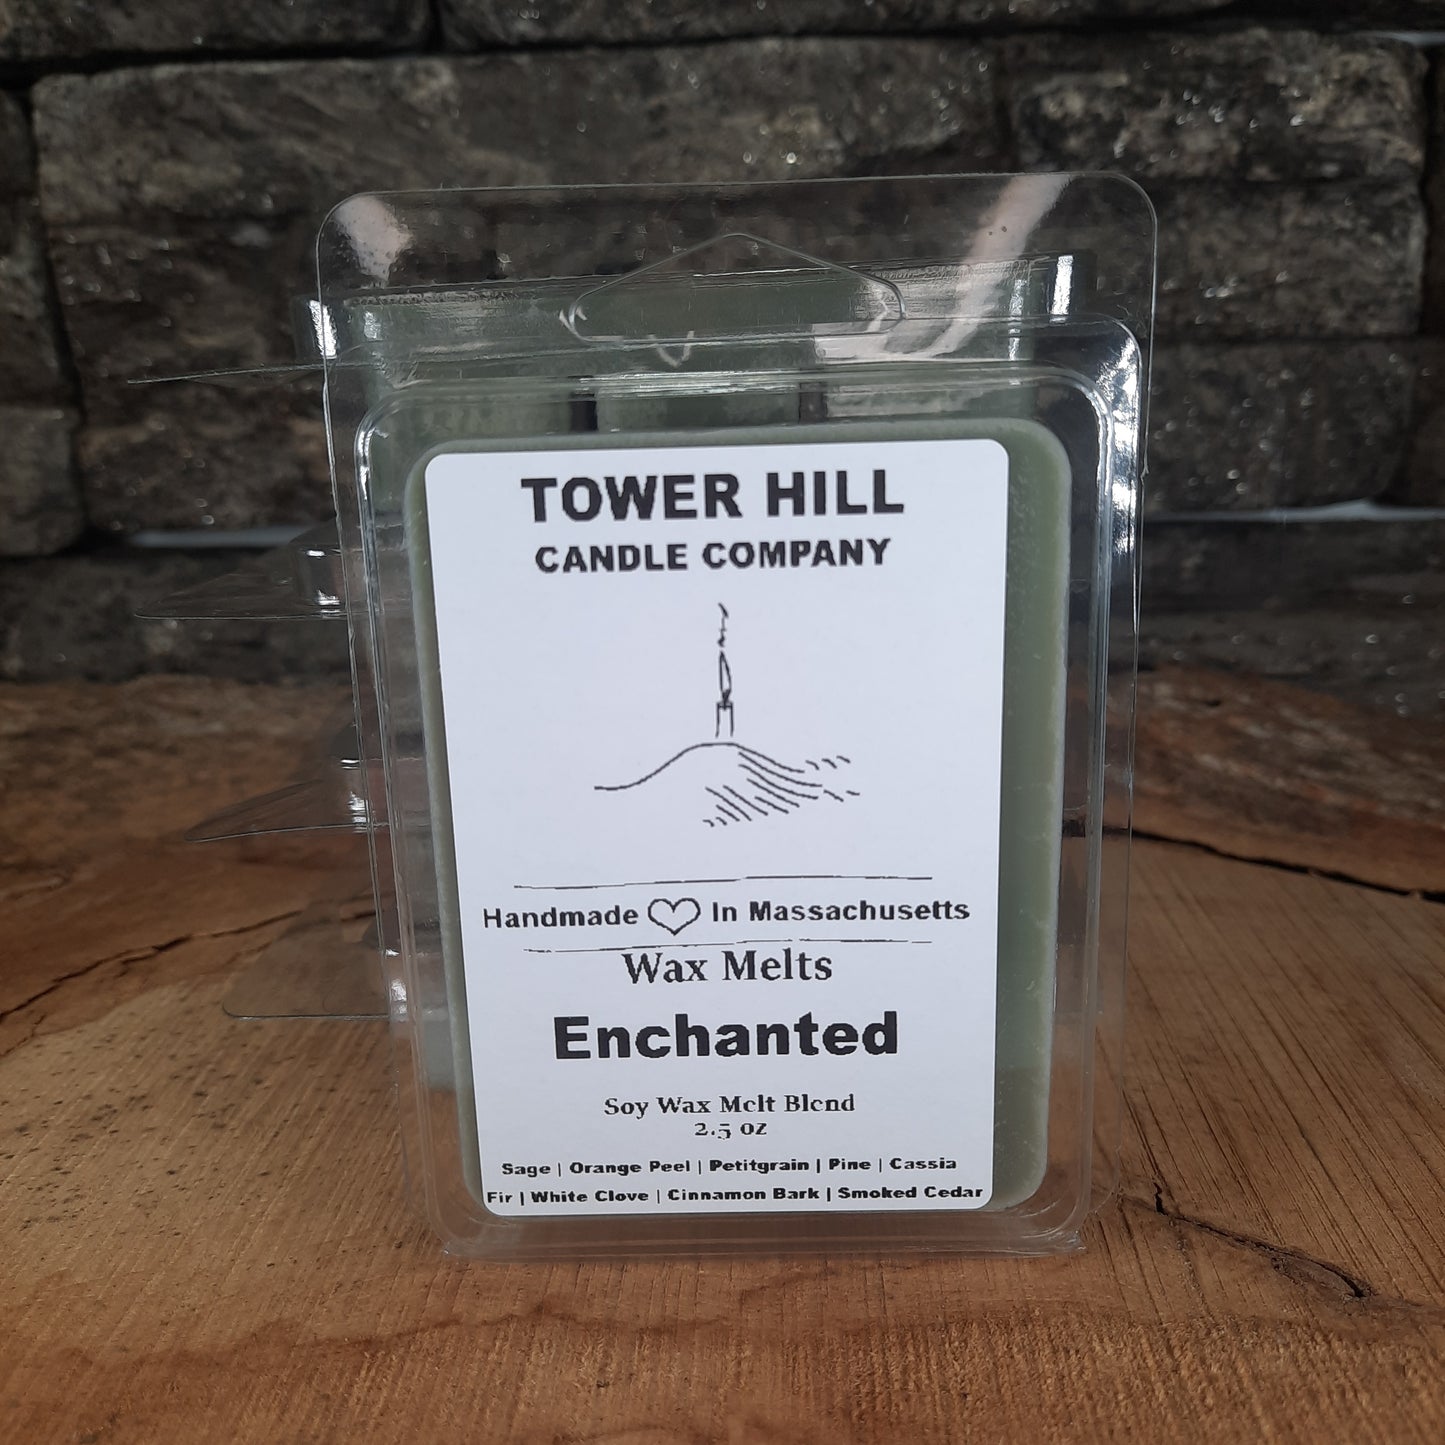 TOWER HILL
CANDLE COMPANY
Handmade In Massachusetts
Wax Melts
Enchanted
Soy Wax Melt Blend
2.5 oz
Sage | Orange Peel | Petitgrain | Pine | Cassia
Fir | White Clove | Cinnamon Bark | Smoked Cedar